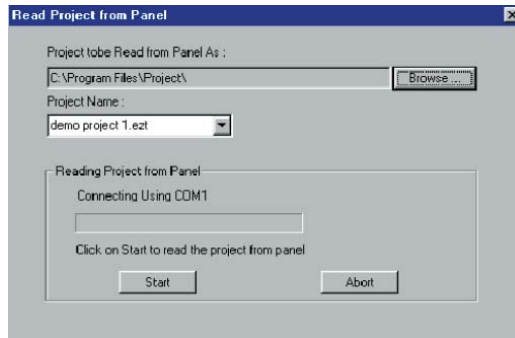 Read Project from Panel
Project tobe Read from Panel As :
C:\Program Files\Project\
Browse ...
Project Name :
demo project 1.ezt
Reading Project from Panel
Connecting Using COM1
Click on Start to read the project from panel
Start
Abort